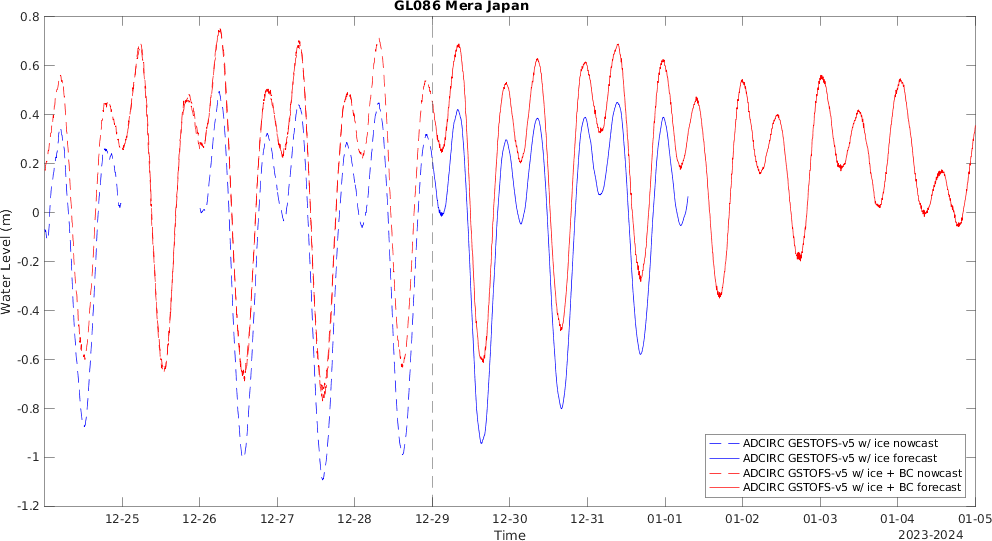 GL086 Mera Japan
0.8
0.6
0.4
0.2
0
-0.2
-0.4
-0.6
-0.8
-1
-1.2
Water Level (m)
ADCIRC GESTOFS-v5 w/ ice nowcast
ADCIRC GESTOFS-v5 w/ ice forecast
ADCIRC GSTOFS-v5 w/ ice + BC nowcast
ADCIRC GSTOFS-v5 w/ ice + BC forecast
12-25 12-26 12-27 12-28 12-29 12-30 12-31 01-01 01-02 01-03 01-04 01-05
Time
2023-2024